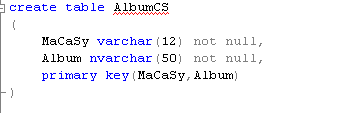 create table AlbumCS
(
MaCaSy varchar(12) not null,
Album nvarchar(50) not null,
primary key(MaCaSy,Album)
)